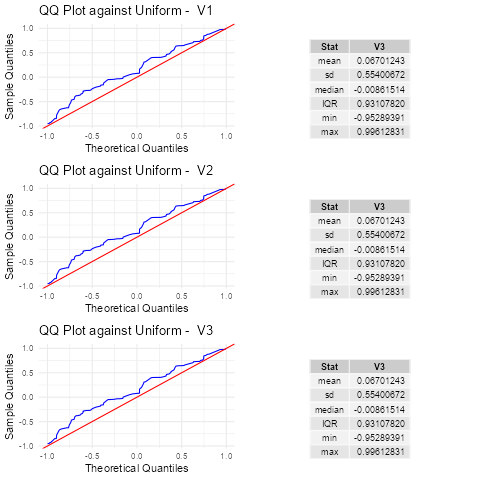 QQ Plot against Uniform -  V1
Sample Quantiles
1.0
0.5
0.0
-0.5
-1.0
-1.0 -0.5 0.0 0.5 1.0
Theoretical Quantiles
Stat V3
mean 0.06701243
sd 0.55400672
median -0.00861514
IQR 0.93107820
min -0.95289391
max 0.99612831
QQ Plot against Uniform -  V2
Sample Quantiles
1.0
0.5
0.0
-0.5
-1.0
-1.0 -0.5 0.0 0.5 1.0
Theoretical Quantiles
Stat V3
mean 0.06701243
sd 0.55400672
median -0.00861514
IQR 0.93107820
min -0.95289391
max 0.99612831
QQ Plot against Uniform -  V3
Sample Quantiles
1.0
0.5
0.0
-0.5
-1.0
-1.0 -0.5 0.0 0.5 1.0
Theoretical Quantiles
Stat V3
mean 0.06701243
sd 0.55400672
median -0.00861514
IQR 0.93107820
min -0.95289391
max 0.99612831